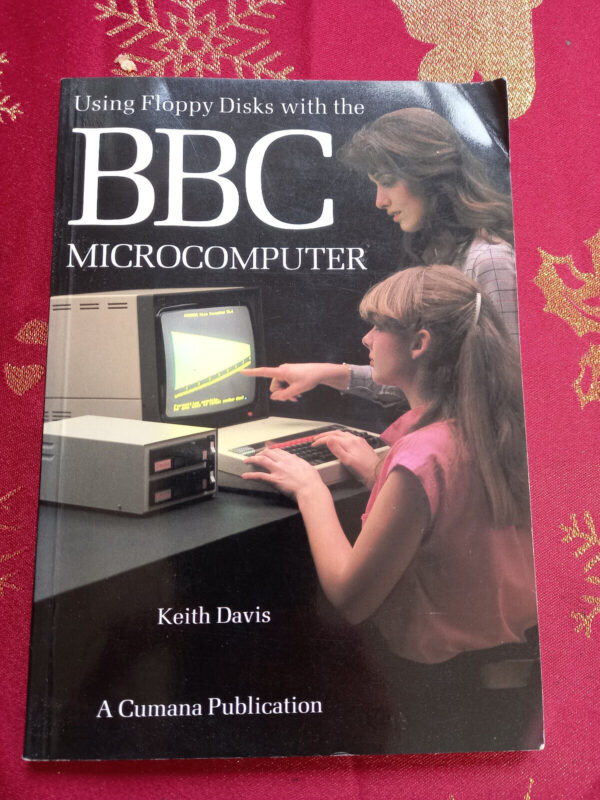 Using Floppy Disks with the
BBC
MICROCOMPUTER
Keith Davis
A Cumana Publication